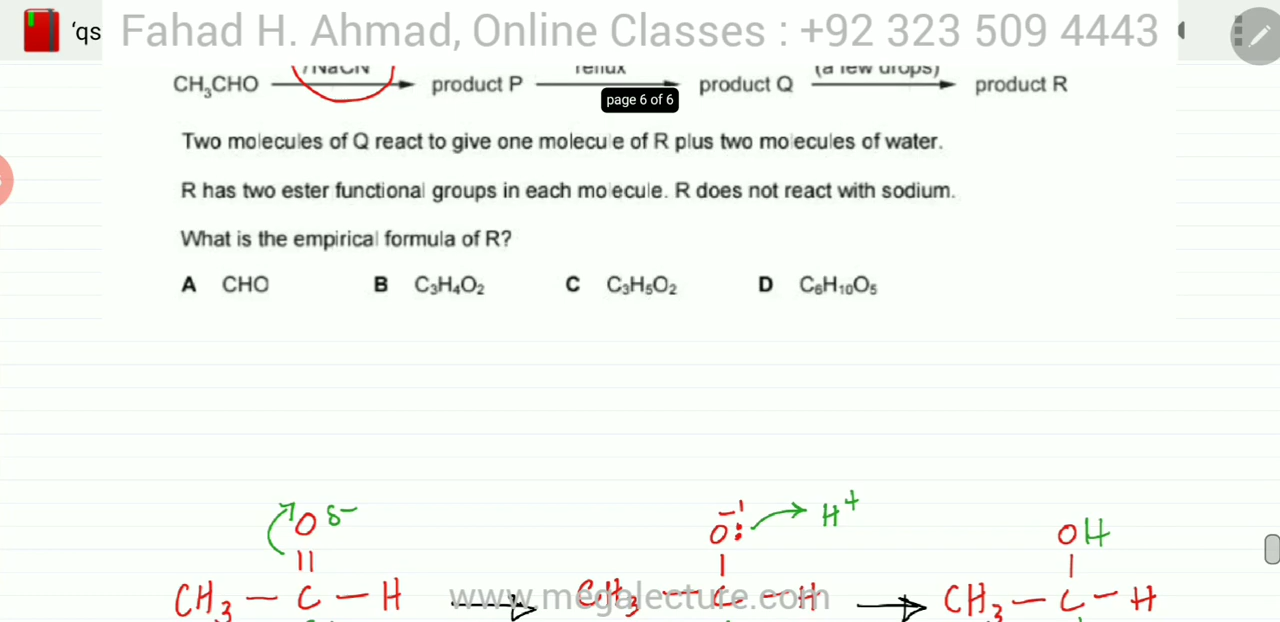 'qs
Fahad H. Ahmad, Online Classes : +92 323 509 4443
/NaCN reflux (a few drops)
CH₃CHO product P product Q product R
page 6 of 6
Two molecules of Q react to give one molecule of R plus two molecules of water.
R has two ester functional groups in each molecule. R does not react with sodium.
What is the empirical formula of R?
A CHO B C₃H₄O₂ C C₃H₅O₂ D C₆H₁₀O₅
O δ− O⁻¹ H⁺ OH
CH₃ — C — H CH₃ — C — H CH₃ — C — H
www.megalecture.com